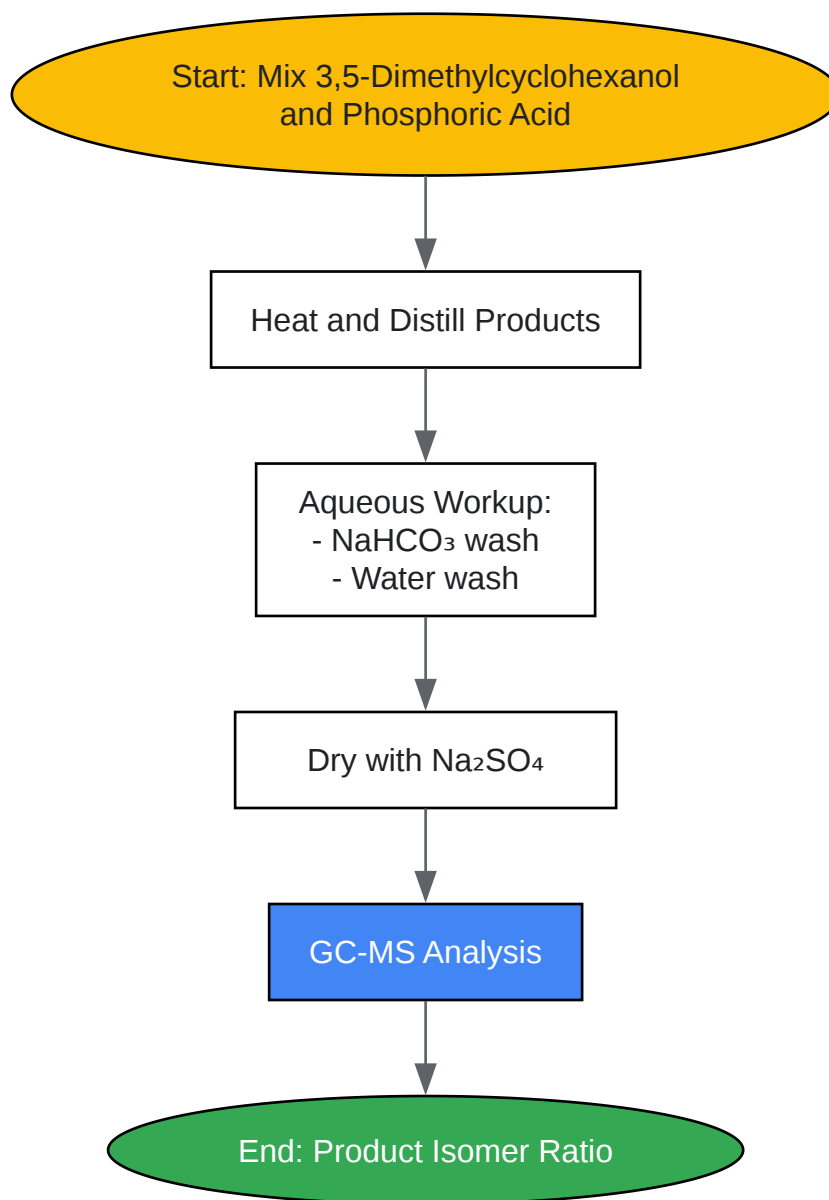 Start: Mix 3,5-Dimethylcyclohexanol
and Phosphoric Acid
Heat and Distill Products
Aqueous Workup:
- NaHCO₃ wash
- Water wash
Dry with Na₂SO₄
GC-MS Analysis
End: Product Isomer Ratio